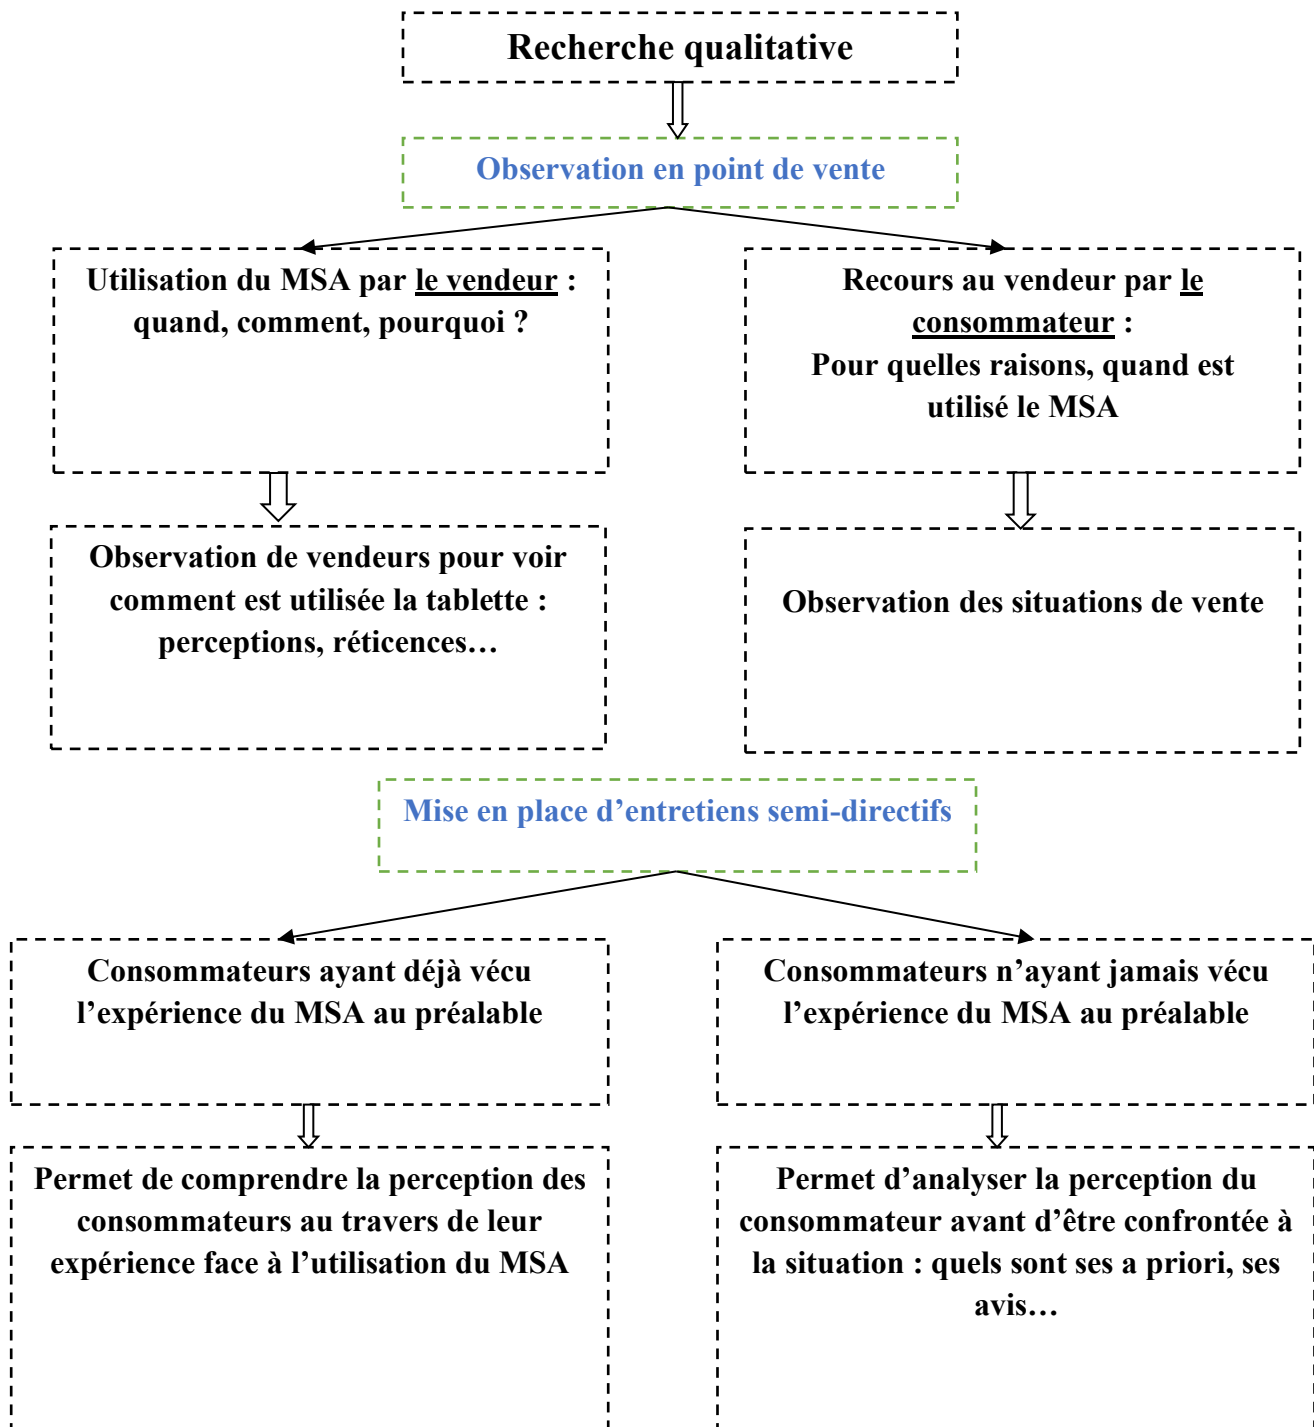 Recherche qualitative
Observation en point de vente
Utilisation du MSA par le vendeur :
quand, comment, pourquoi ?
Recours au vendeur par le
consommateur :
Pour quelles raisons, quand est
utilisé le MSA
Observation de vendeurs pour voir
comment est utilisée la tablette :
perceptions, réticences…
Observation des situations de vente
Mise en place d’entretiens semi-directifs
Consommateurs ayant déjà vécu
l’expérience du MSA au préalable
Consommateurs n’ayant jamais vécu
l’expérience du MSA au préalable
Permet de comprendre la perception des
consommateurs au travers de leur
expérience face à l’utilisation du MSA
Permet d’analyser la perception du
consommateur avant d’être confrontée à
la situation : quels sont ses a priori, ses
avis…